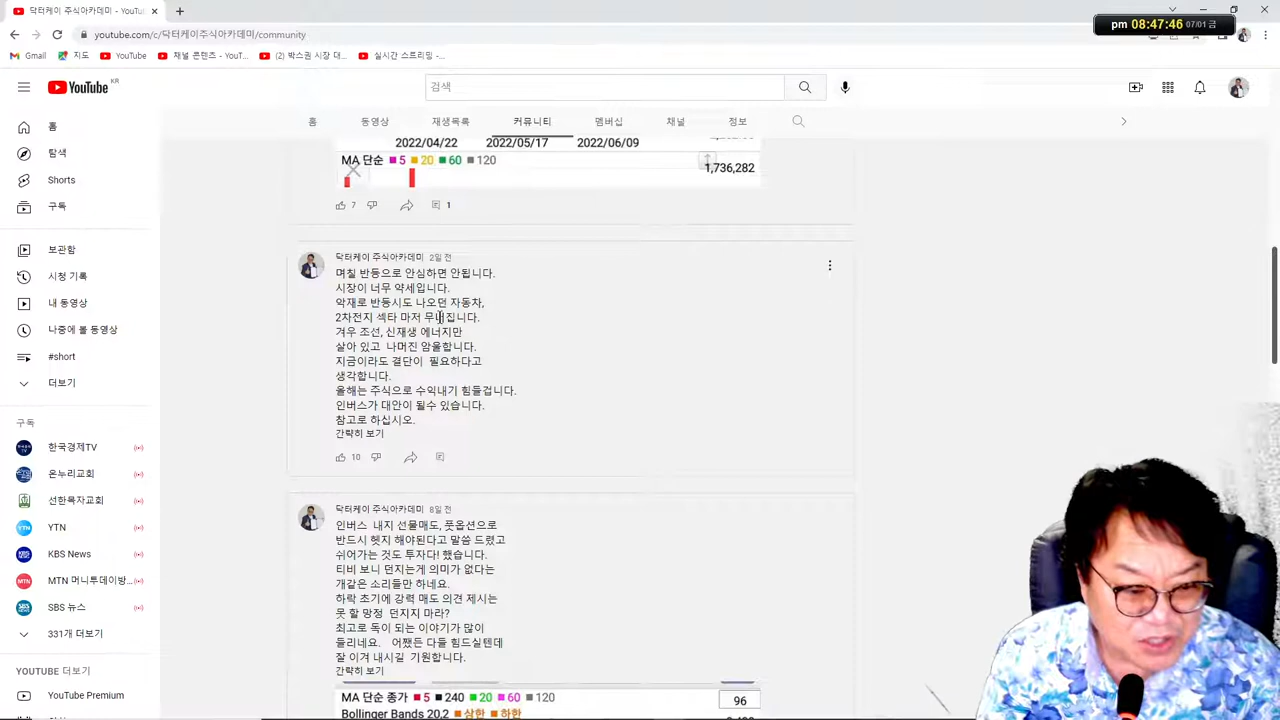 닥터케이 주식아카데미 - YouTu
pm 08:47:46 07/01 금
youtube.com/c/닥터케이주식아카데미/community
Gmail
지도
YouTube
채널 콘텐츠 - YouT...
(2) 박스권 시장 대...
실시간 스트리밍 - ...
YouTube KR
검색
홈
동영상
재생목록
커뮤니티
멤버십
채널
정보
홈
탐색
Shorts
구독
보관함
시청 기록
내 동영상
나중에 볼 동영상
#short
더보기
구독
한국경제TV
온누리교회
선한목자교회
YTN
KBS News
MTN 머니투데이방...
SBS 뉴스
331개 더보기
YOUTUBE 더보기
YouTube Premium
2022/04/22 2022/05/17 2022/06/09
MA 단순 5 20 60 120
1,736,282
7
1
닥터케이 주식아카데미 2일 전
며칠 반등으로 안심하면 안됩니다.
시장이 너무 약세입니다.
악재로 반등시도 나오던 자동차,
2차전지 섹타 마저 무너집니다.
겨우 조선, 신재생 에너지만
살아 있고 나머진 암울합니다.
지금이라도 결단이 필요하다고
생각합니다.
올해는 주식으로 수익내기 힘들겁니다.
인버스가 대안이 될수 있습니다.
참고로 하십시오.
간략히 보기
10
닥터케이 주식아카데미 8일 전
인버스 내지 선물매도, 풋옵션으로
반드시 헷지 해야된다고 말씀 드렸고
쉬어가는 것도 투자다! 했습니다.
티비 보니 던지는게 의미가 없다는
개같은 소리들만 하네요.
하락 초기에 강력 매도 의견 제시는
못 할 망정 던지지 마라?
최고로 독이 되는 이야기가 많이
들리네요. 어쨌든 다들 힘드실텐데
잘 이겨 내시길 기원합니다.
간략히 보기
MA 단순 종가 5 240 20 60 120
96
Bollinger Bands 20,2 상한 하한